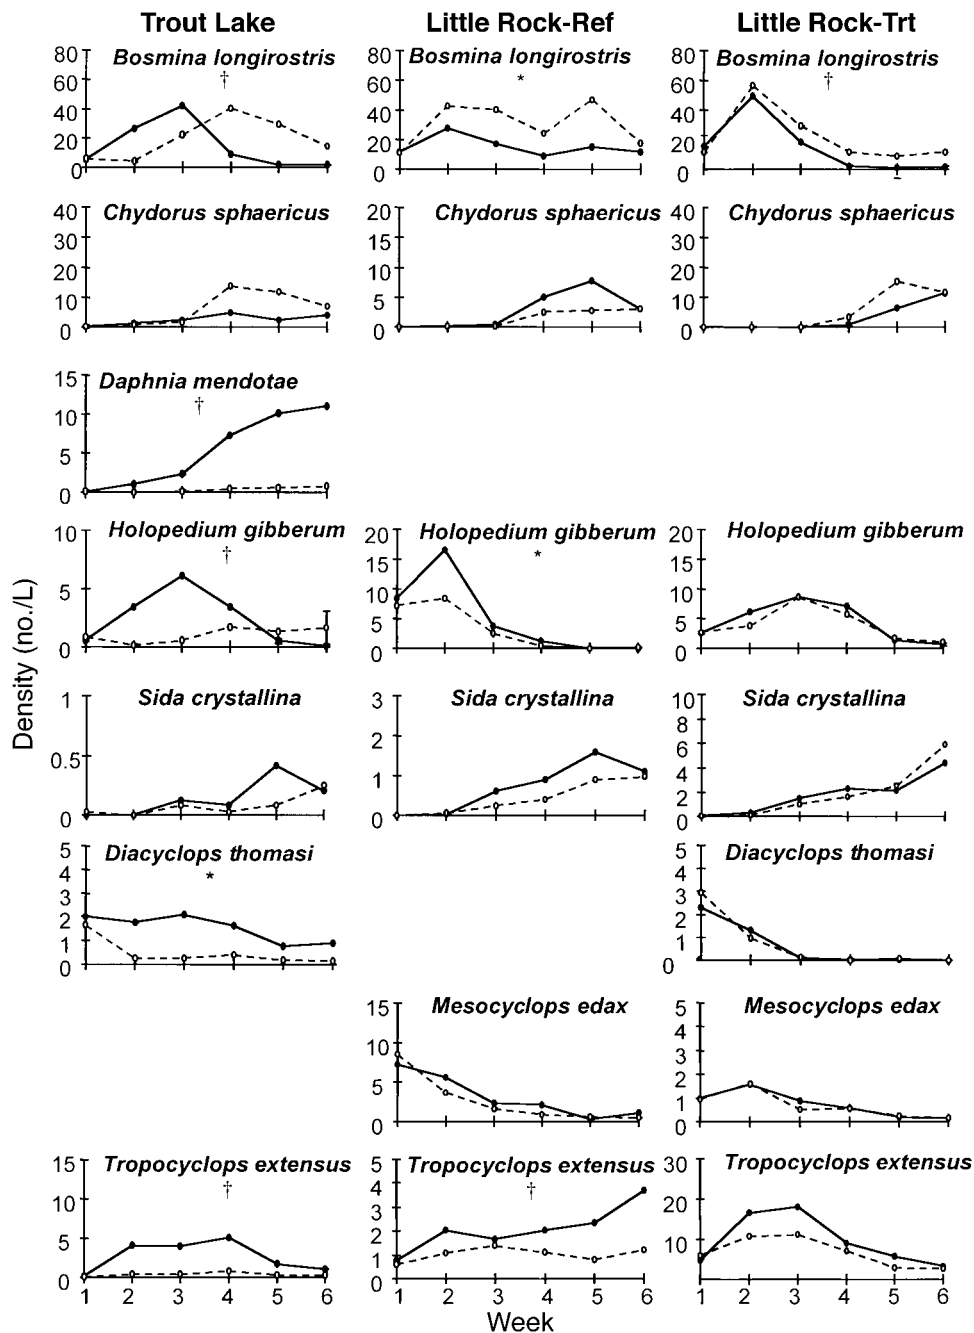 Trout Lake Little Rock-Ref Little Rock-Trt
Bosmina longirostris Bosmina longirostris Bosmina longirostris
† * †
80 80 80
60 60 60
40 40 40
20 20 20
0 0 0
Chydorus sphaericus Chydorus sphaericus Chydorus sphaericus
40 20 40
30 15 30
20 10 20
10 5 10
0 0 0
Daphnia mendotae
†
15
10
5
0
Holopedium gibberum Holopedium gibberum Holopedium gibberum
† *
10 20 20
15 15
5 10 10
5 5
0 0 0
Density (no./L)
Sida crystallina Sida crystallina Sida crystallina
1 3 10
8
2 6
0.5 1 4
2
0 0 0
Diacyclops thomasi Diacyclops thomasi
*
5 5
4 4
3 3
2 2
1 1
0 0
Mesocyclops edax Mesocyclops edax
15 5
4
10 3
5 2
1
0 0
Tropocyclops extensus Tropocyclops extensus Tropocyclops extensus
† †
15 5 30
4
10 3 20
5 2 10
1
0 0
1 2 3 4 5 6 1 2 3 4 5 6 1 2 3 4 5 6
Week